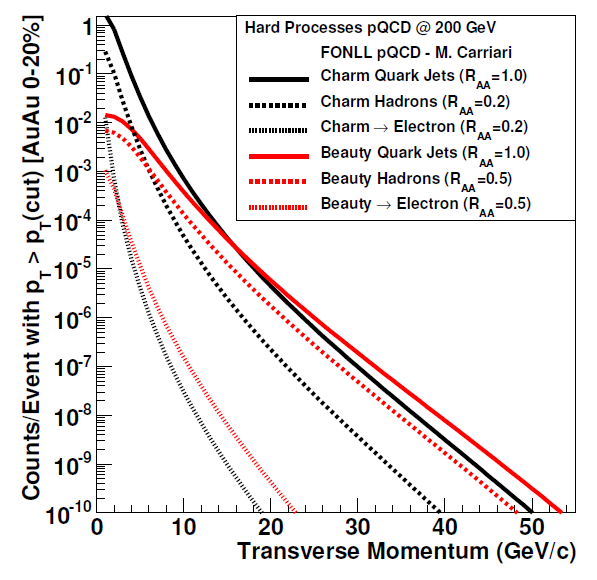 Hard Processes pQCD @ 200 GeV
FONLL pQCD - M. Carriari
Charm Quark Jets (R_AA=1.0)
Charm Hadrons (R_AA=0.2)
Charm → Electron (R_AA=0.2)
Beauty Quark Jets (R_AA=1.0)
Beauty Hadrons (R_AA=0.5)
Beauty → Electron (R_AA=0.5)
Counts/Event with p_T > p_T(cut) [AuAu 0-20%]
1
10^-1
10^-2
10^-3
10^-4
10^-5
10^-6
10^-7
10^-8
10^-9
10^-10
0 10 20 30 40 50
Transverse Momentum (GeV/c)